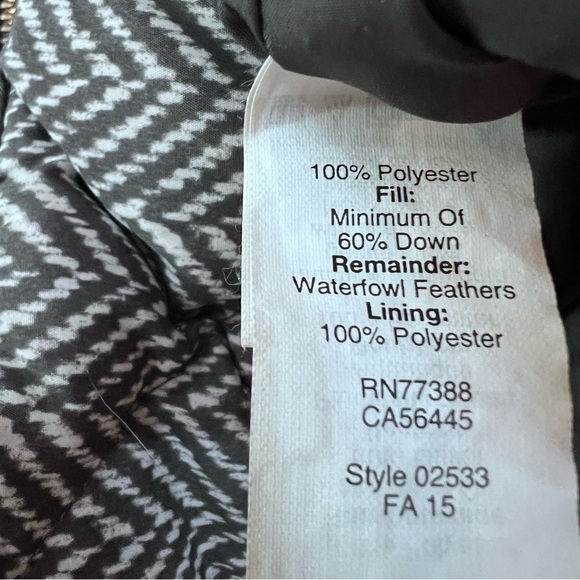 100% Polyester
Fill:
Minimum Of
60% Down
Remainder:
Waterfowl Feathers
Lining:
100% Polyester
RN77388
CA56445
Style 02533
FA 15